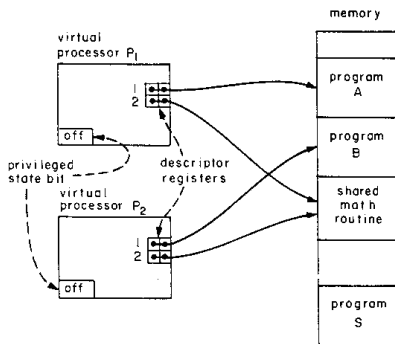 memory
virtual
processor P1
1
2
off
program
A
privileged
state bit
descriptor
registers
program
B
virtual
processor P2
1
2
off
shared
math
routine
program
S